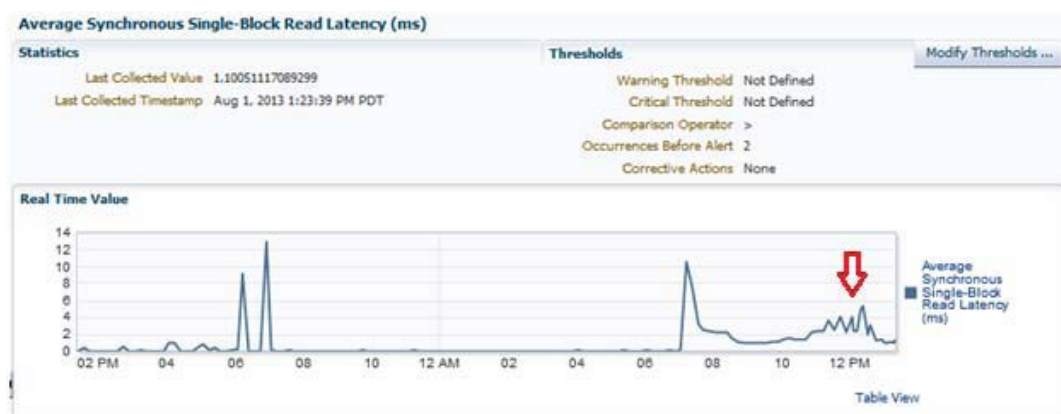 Average Synchronous Single-Block Read Latency (ms)
Statistics
Last Collected Value 1.10051117089299
Last Collected Timestamp Aug 1, 2013 1:23:39 PM PDT
Thresholds
Modify Thresholds ...
Warning Threshold Not Defined
Critical Threshold Not Defined
Comparison Operator >
Occurrences Before Alert 2
Corrective Actions None
Real Time Value
14
12
10
8
6
4
2
0
02 PM 04 06 08 10 12 AM 02 04 06 08 10 12 PM
Average
Synchronous
Single-Block
Read Latency
(ms)
Table View